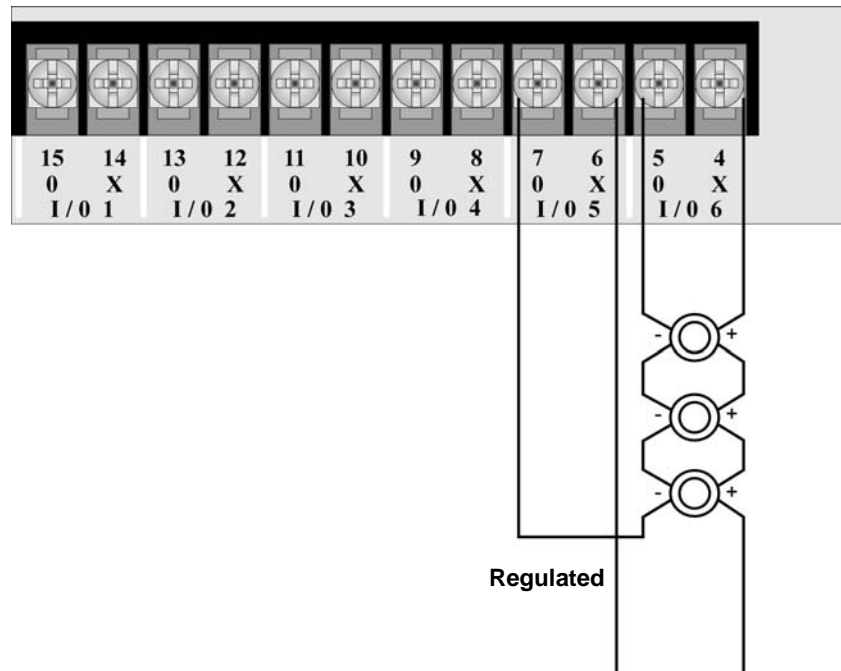 15 14 13 12 11 10 9 8 7 6 5 4
0 X 0 X 0 X 0 X 0 X 0 X
I/0 1 I/0 2 I/0 3 I/0 4 I/0 5 I/0 6
- +
- +
- +
Regulated